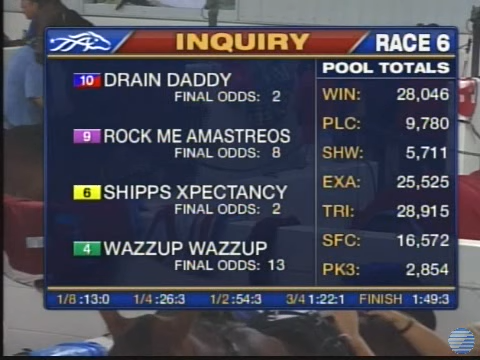 INQUIRY
RACE 6
10 DRAIN DADDY
FINAL ODDS: 2
9 ROCK ME AMASTREOS
FINAL ODDS: 8
6 SHIPPS XPECTANCY
FINAL ODDS: 2
4 WAZZUP WAZZUP
FINAL ODDS: 13
POOL TOTALS
WIN: 28,046
PLC: 9,780
SHW: 5,711
EXA: 25,525
TRI: 28,915
SFC: 16,572
PK3: 2,854
1/8 :13:0 1/4 :26:3 1/2 :54:3 3/4 1:22:1 FINISH 1:49:3